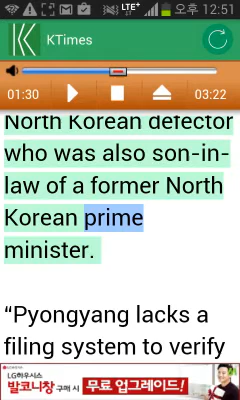 LTE 오후 12:51
KTimes
01:30
03:22
North Korean defector
who was also son-in-
law of a former North
Korean prime
minister.
“Pyongyang lacks a
filing system to verify
LG하우시스
발코니창 구매 시 무료 업그레이드!